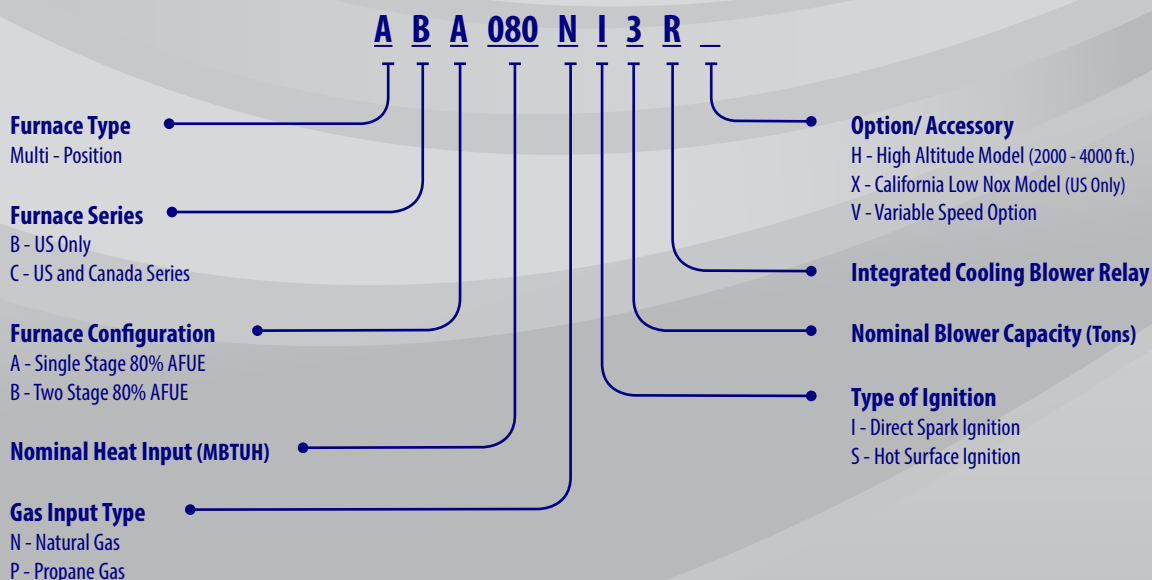 A B A 080 N I 3 R _
Furnace Type
Multi - Position
Furnace Series
B - US Only
C - US and Canada Series
Furnace Configuration
A - Single Stage 80% AFUE
B - Two Stage 80% AFUE
Nominal Heat Input (MBTUH)
Gas Input Type
N - Natural Gas
P - Propane Gas
Option/ Accessory
H - High Altitude Model (2000 - 4000 ft.)
X - California Low Nox Model (US Only)
V - Variable Speed Option
Integrated Cooling Blower Relay
Nominal Blower Capacity (Tons)
Type of Ignition
I - Direct Spark Ignition
S - Hot Surface Ignition